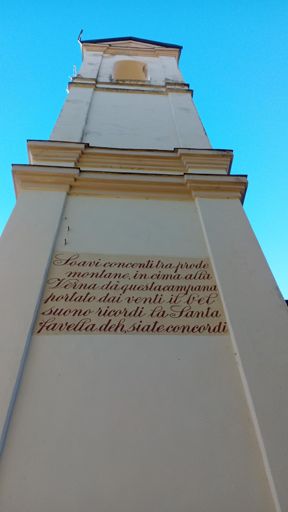 Soavi concenti tra prode
montane, in cima alla
Verna da questa campana
portato dai venti il bel
suono ricordi la Santa
favella deh, siate concordi